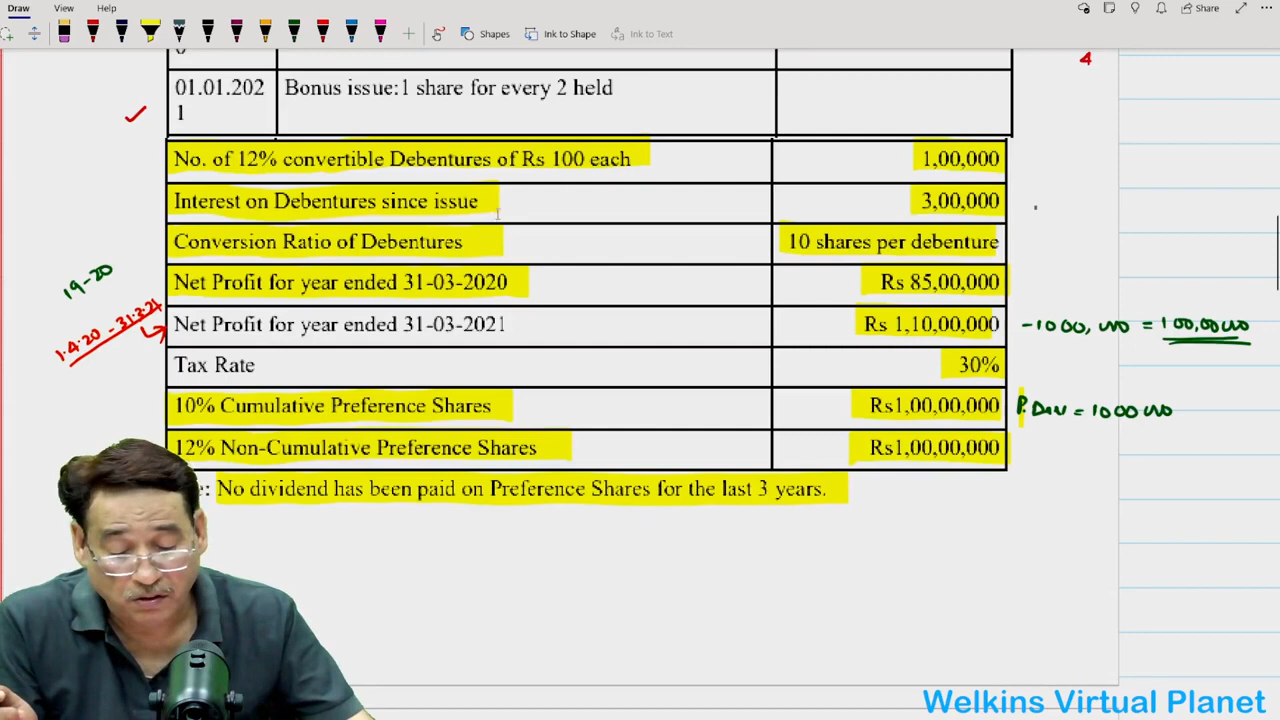 Draw View Help
Share
Shapes Ink to Shape Ink to Text
0
4
01.01.202
1
Bonus issue:1 share for every 2 held
No. of 12% convertible Debentures of Rs 100 each 1,00,000
Interest on Debentures since issue 3,00,000
Conversion Ratio of Debentures 10 shares per debenture
19-20
Net Profit for year ended 31-03-2020 Rs 85,00,000
1.4.20 - 31.3.21
Net Profit for year ended 31-03-2021 Rs 1,10,00,000 -1000,000 = 100,00000
Tax Rate 30%
10% Cumulative Preference Shares Rs1,00,00,000 P.Div = 1000000
12% Non-Cumulative Preference Shares Rs1,00,00,000
: No dividend has been paid on Preference Shares for the last 3 years.
Welkins Virtual Planet